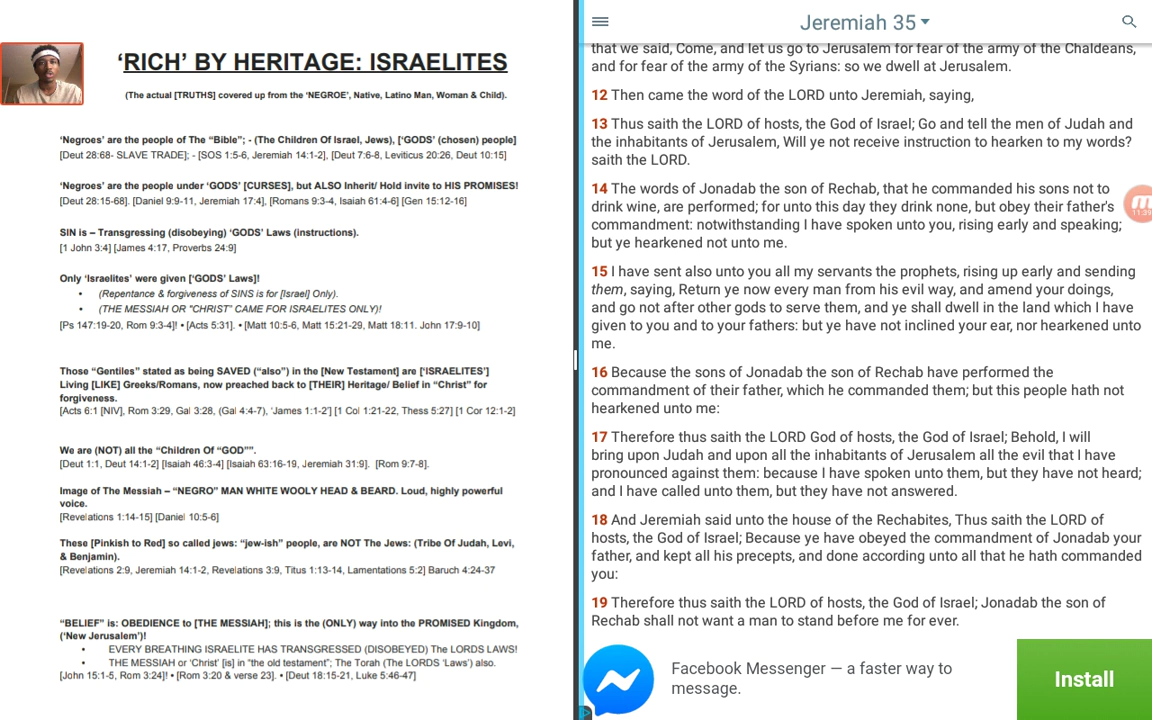 ‘RICH’ BY HERITAGE: ISRAELITES
(The actual [TRUTHS] covered up from the ‘NEGROE’, Native, Latino Man, Woman & Child).
‘Negroes’ are the people of The “Bible”; - (The Children Of Israel, Jews), [‘GODS’ (chosen) people]
[Deut 28:68- SLAVE TRADE]; - [SOS 1:5-6, Jeremiah 14:1-2], [Deut 7:6-8, Leviticus 20:26, Deut 10:15]
‘Negroes’ are the people under ‘GODS’ [CURSES], but ALSO Inherit/ Hold invite to HIS PROMISES!
[Deut 28:15-68]. [Daniel 9:9-11, Jeremiah 17:4], [Romans 9:3-4, Isaiah 61:4-6] [Gen 15:12-16]
SIN is – Transgressing (disobeying) ‘GODS’ Laws (instructions).
[1 John 3:4] [James 4:17, Proverbs 24:9]
Only ‘Israelites’ were given [‘GODS’ Laws]!
• (Repentance & forgiveness of SINS is for [Israel] Only).
• (THE MESSIAH OR "CHRIST" CAME FOR ISRAELITES ONLY)!
[Ps 147:19-20, Rom 9:3-4]! • [Acts 5:31]. • [Matt 10:5-6, Matt 15:21-29, Matt 18:11. John 17:9-10]
Those “Gentiles” stated as being SAVED (“also”) in the [New Testament] are [‘ISRAELITES’]
Living [LIKE] Greeks/Romans, now preached back to [THEIR] Heritage/ Belief in “Christ” for
forgiveness.
[Acts 6:1 [NIV], Rom 3:29, Gal 3:28, (Gal 4:4-7), ‘James 1:1-2’] [1 Col 1:21-22, Thess 5:27] [1 Cor 12:1-2]
We are (NOT) all the “Children Of “GOD””.
[Deut 1:1, Deut 14:1-2] [Isaiah 46:3-4] [Isaiah 63:16-19, Jeremiah 31:9]. [Rom 9:7-8].
Image of The Messiah – “NEGRO” MAN WHITE WOOLY HEAD & BEARD. Loud, highly powerful
voice.
[Revelations 1:14-15] [Daniel 10:5-6]
These [Pinkish to Red] so called jews: “jew-ish” people, are NOT The Jews: (Tribe Of Judah, Levi,
& Benjamin).
[Revelations 2:9, Jeremiah 14:1-2, Revelations 3:9, Titus 1:13-14, Lamentations 5:2] Baruch 4:24-37
“BELIEF” is: OBEDIENCE to [THE MESSIAH]; this is the (ONLY) way into the PROMISED Kingdom,
(‘New Jerusalem’)!
• EVERY BREATHING ISRAELITE HAS TRANSGRESSED (DISOBEYED) The LORDS LAWS!
• THE MESSIAH or ‘Christ’ [is] in “the old testament”; The Torah (The LORDS ‘Laws’) also.
[John 15:1-5, Rom 3:24]! • [Rom 3:20 & verse 23]. • [Deut 18:15-21, Luke 5:46-47]
Jeremiah 35
that we said, Come, and let us go to Jerusalem for fear of the army of the Chaldeans,
and for fear of the army of the Syrians: so we dwell at Jerusalem.
12 Then came the word of the LORD unto Jeremiah, saying,
13 Thus saith the LORD of hosts, the God of Israel; Go and tell the men of Judah and
the inhabitants of Jerusalem, Will ye not receive instruction to hearken to my words?
saith the LORD.
14 The words of Jonadab the son of Rechab, that he commanded his sons not to
drink wine, are performed; for unto this day they drink none, but obey their father's
commandment: notwithstanding I have spoken unto you, rising early and speaking;
but ye hearkened not unto me.
11:39
15 I have sent also unto you all my servants the prophets, rising up early and sending
them, saying, Return ye now every man from his evil way, and amend your doings,
and go not after other gods to serve them, and ye shall dwell in the land which I have
given to you and to your fathers: but ye have not inclined your ear, nor hearkened unto
me.
16 Because the sons of Jonadab the son of Rechab have performed the
commandment of their father, which he commanded them; but this people hath not
hearkened unto me:
17 Therefore thus saith the LORD God of hosts, the God of Israel; Behold, I will
bring upon Judah and upon all the inhabitants of Jerusalem all the evil that I have
pronounced against them: because I have spoken unto them, but they have not heard;
and I have called unto them, but they have not answered.
18 And Jeremiah said unto the house of the Rechabites, Thus saith the LORD of
hosts, the God of Israel; Because ye have obeyed the commandment of Jonadab your
father, and kept all his precepts, and done according unto all that he hath commanded
you:
19 Therefore thus saith the LORD of hosts, the God of Israel; Jonadab the son of
Rechab shall not want a man to stand before me for ever.
Facebook Messenger — a faster way to
message.
Install